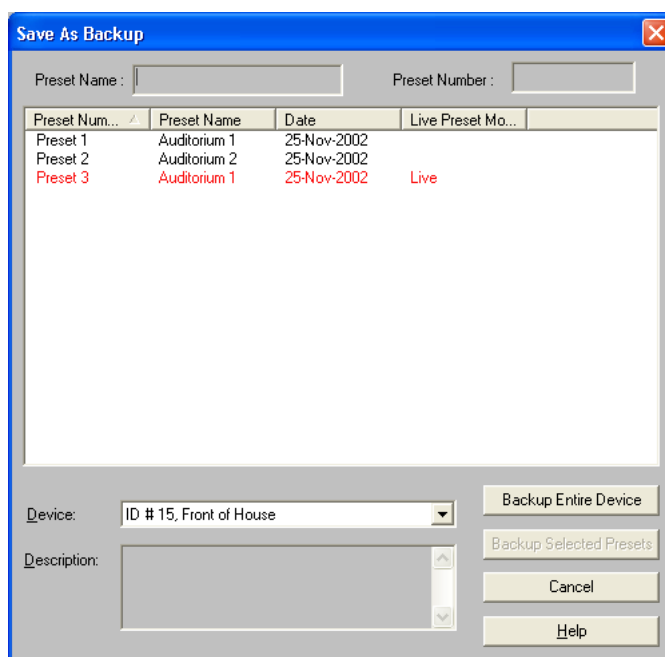 Save As Backup
Preset Name : Preset Number :
Preset Num... Preset Name Date Live Preset Mo...
Preset 1 Auditorium 1 25-Nov-2002
Preset 2 Auditorium 2 25-Nov-2002
Preset 3 Auditorium 1 25-Nov-2002 Live
Backup Entire Device
Device: ID # 15, Front of House
Backup Selected Presets
Description:
Cancel
Help